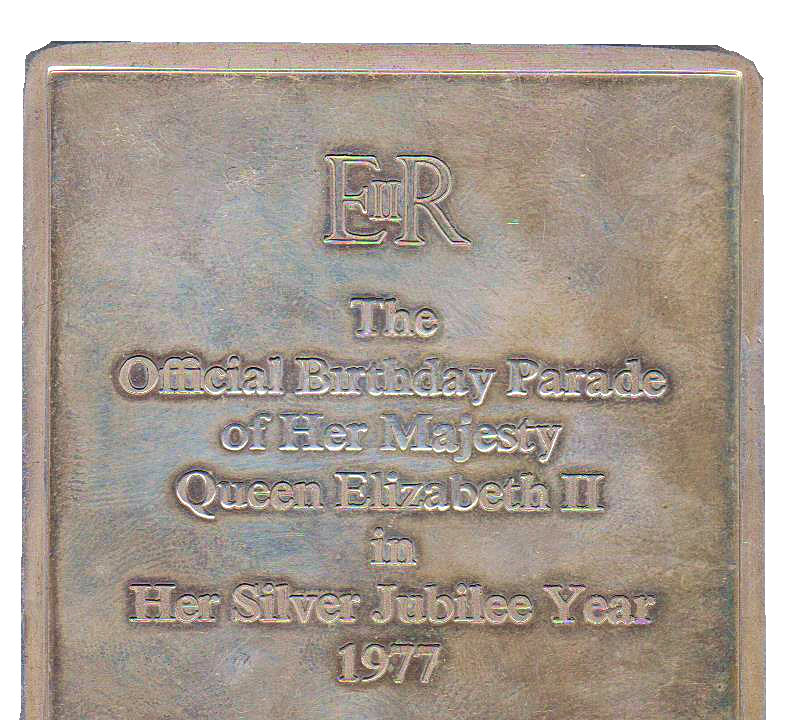 EIIR
The
Official Birthday Parade
of Her Majesty
Queen Elizabeth II
in
Her Silver Jubilee Year
1977